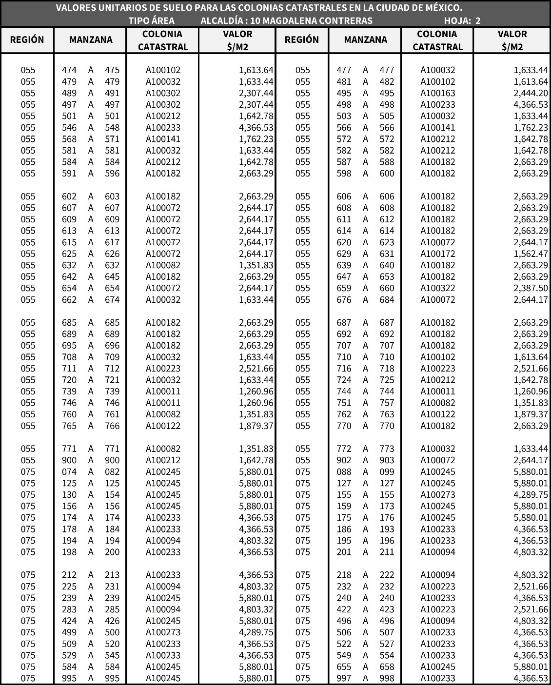 VALORES UNITARIOS DE SUELO PARA LAS COLONIAS CATASTRALES EN LA CIUDAD DE MÉXICO.
TIPO ÁREA ALCALDÍA : 10 MAGDALENA CONTRERAS HOJA: 2
REGIÓN MANZANA COLONIA CATASTRAL VALOR $/M2 REGIÓN MANZANA COLONIA CATASTRAL VALOR $/M2
055 474 A 475 A100102 1,613.64 055 477 A 477 A100032 1,633.44
055 479 A 479 A100032 1,633.44 055 481 A 482 A100102 1,613.64
055 489 A 491 A100302 2,307.44 055 495 A 495 A100163 2,444.20
055 497 A 497 A100302 2,307.44 055 498 A 498 A100233 4,366.53
055 501 A 501 A100212 1,642.78 055 503 A 505 A100032 1,633.44
055 546 A 548 A100233 4,366.53 055 566 A 566 A100141 1,762.23
055 568 A 571 A100141 1,762.23 055 572 A 572 A100212 1,642.78
055 581 A 581 A100032 1,633.44 055 582 A 582 A100212 1,642.78
055 584 A 584 A100212 1,642.78 055 587 A 588 A100182 2,663.29
055 591 A 596 A100182 2,663.29 055 598 A 600 A100182 2,663.29
055 602 A 603 A100182 2,663.29 055 606 A 606 A100182 2,663.29
055 607 A 607 A100072 2,644.17 055 608 A 608 A100182 2,663.29
055 609 A 609 A100072 2,644.17 055 611 A 612 A100182 2,663.29
055 613 A 613 A100072 2,644.17 055 614 A 614 A100182 2,663.29
055 615 A 617 A100072 2,644.17 055 620 A 623 A100072 2,644.17
055 625 A 626 A100072 2,644.17 055 629 A 631 A100172 1,562.47
055 632 A 632 A100082 1,351.83 055 639 A 640 A100182 2,663.29
055 642 A 645 A100182 2,663.29 055 647 A 653 A100182 2,663.29
055 654 A 654 A100072 2,644.17 055 659 A 660 A100322 2,387.50
055 662 A 674 A100032 1,633.44 055 676 A 684 A100072 2,644.17
055 685 A 685 A100182 2,663.29 055 687 A 687 A100182 2,663.29
055 689 A 689 A100182 2,663.29 055 692 A 692 A100182 2,663.29
055 695 A 696 A100182 2,663.29 055 707 A 707 A100182 2,663.29
055 708 A 709 A100032 1,633.44 055 710 A 710 A100102 1,613.64
055 711 A 712 A100223 2,521.66 055 716 A 718 A100223 2,521.66
055 720 A 721 A100032 1,633.44 055 724 A 725 A100212 1,642.78
055 739 A 739 A100011 1,260.96 055 744 A 744 A100011 1,260.96
055 746 A 746 A100011 1,260.96 055 751 A 757 A100082 1,351.83
055 760 A 761 A100082 1,351.83 055 762 A 763 A100122 1,879.37
055 765 A 766 A100122 1,879.37 055 770 A 770 A100182 2,663.29
055 771 A 771 A100082 1,351.83 055 772 A 773 A100032 1,633.44
055 900 A 900 A100212 1,642.78 055 902 A 903 A100072 2,644.17
075 074 A 082 A100245 5,880.01 075 088 A 099 A100245 5,880.01
075 125 A 125 A100245 5,880.01 075 127 A 127 A100245 5,880.01
075 130 A 154 A100245 5,880.01 075 155 A 155 A100273 4,289.75
075 156 A 156 A100245 5,880.01 075 159 A 173 A100245 5,880.01
075 174 A 174 A100233 4,366.53 075 175 A 176 A100245 5,880.01
075 178 A 184 A100233 4,366.53 075 186 A 193 A100233 4,366.53
075 194 A 194 A100094 4,803.32 075 195 A 196 A100233 4,366.53
075 198 A 200 A100233 4,366.53 075 201 A 211 A100094 4,803.32
075 212 A 213 A100233 4,366.53 075 218 A 222 A100094 4,803.32
075 225 A 231 A100094 4,803.32 075 232 A 232 A100223 2,521.66
075 239 A 239 A100245 5,880.01 075 240 A 240 A100233 4,366.53
075 283 A 285 A100094 4,803.32 075 422 A 423 A100223 2,521.66
075 424 A 426 A100245 5,880.01 075 496 A 496 A100094 4,803.32
075 499 A 500 A100273 4,289.75 075 506 A 507 A100233 4,366.53
075 509 A 520 A100233 4,366.53 075 522 A 527 A100233 4,366.53
075 529 A 545 A100233 4,366.53 075 549 A 554 A100233 4,366.53
075 584 A 584 A100245 5,880.01 075 655 A 658 A100245 5,880.01
075 995 A 995 A100245 5,880.01 075 997 A 998 A100233 4,366.53